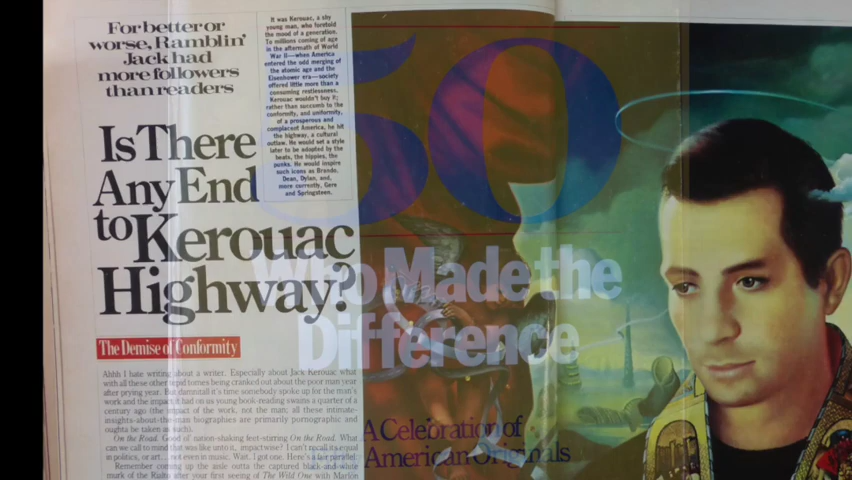 For better or
worse, Ramblin'
Jack had
more followers
than readers
It was Kerouac, a shy
young man, who foretold
the mood of a generation.
To millions coming of age
in the aftermath of World
War II—when America
entered the odd merging of
the atomic age and the
Eisenhower era—society
offered little more than a
consuming restlessness.
Kerouac wouldn't buy it;
rather than succumb to the
conformity, and uniformity,
of a prosperous and
complacent America, he hit
the highway, a cultural
outlaw. He would set a style
later to be adopted by the
beats, the hippies, the
punks. He would inspire
such icons as Brando,
Dean, Dylan, and,
more currently, Gere
and Springsteen.
Is There
Any End
to Kerouac
Highway?
The Demise of Conformity
Ahhh I hate writing about a writer. Especially about Jack Kerouac what
with all these other tepid tomes being cranked out about the poor man year
after prying year. But damnitall it's time somebody spoke up for the man's
work and the impact it had on us young book-reading swains a quarter of a
century ago (the impact of the work, not the man; all these intimate-
insights-about-the-man biographies are primarily pornographic and
oughta be taken as such).
On the Road. Good ol' nation-shaking feet-starring On the Road. What
can we call to mind that was like unto it, impactwise? I can't recall its equal
in politics, or art... not even in music. Wait. I got one. Here's a fair parallel:
Remember coming up the aisle outta the captured black-and-white
murk of the Rialto after your first seeing of The Wild One with Marlon
50
Who Made the
Difference
A Celebration of
American Originals